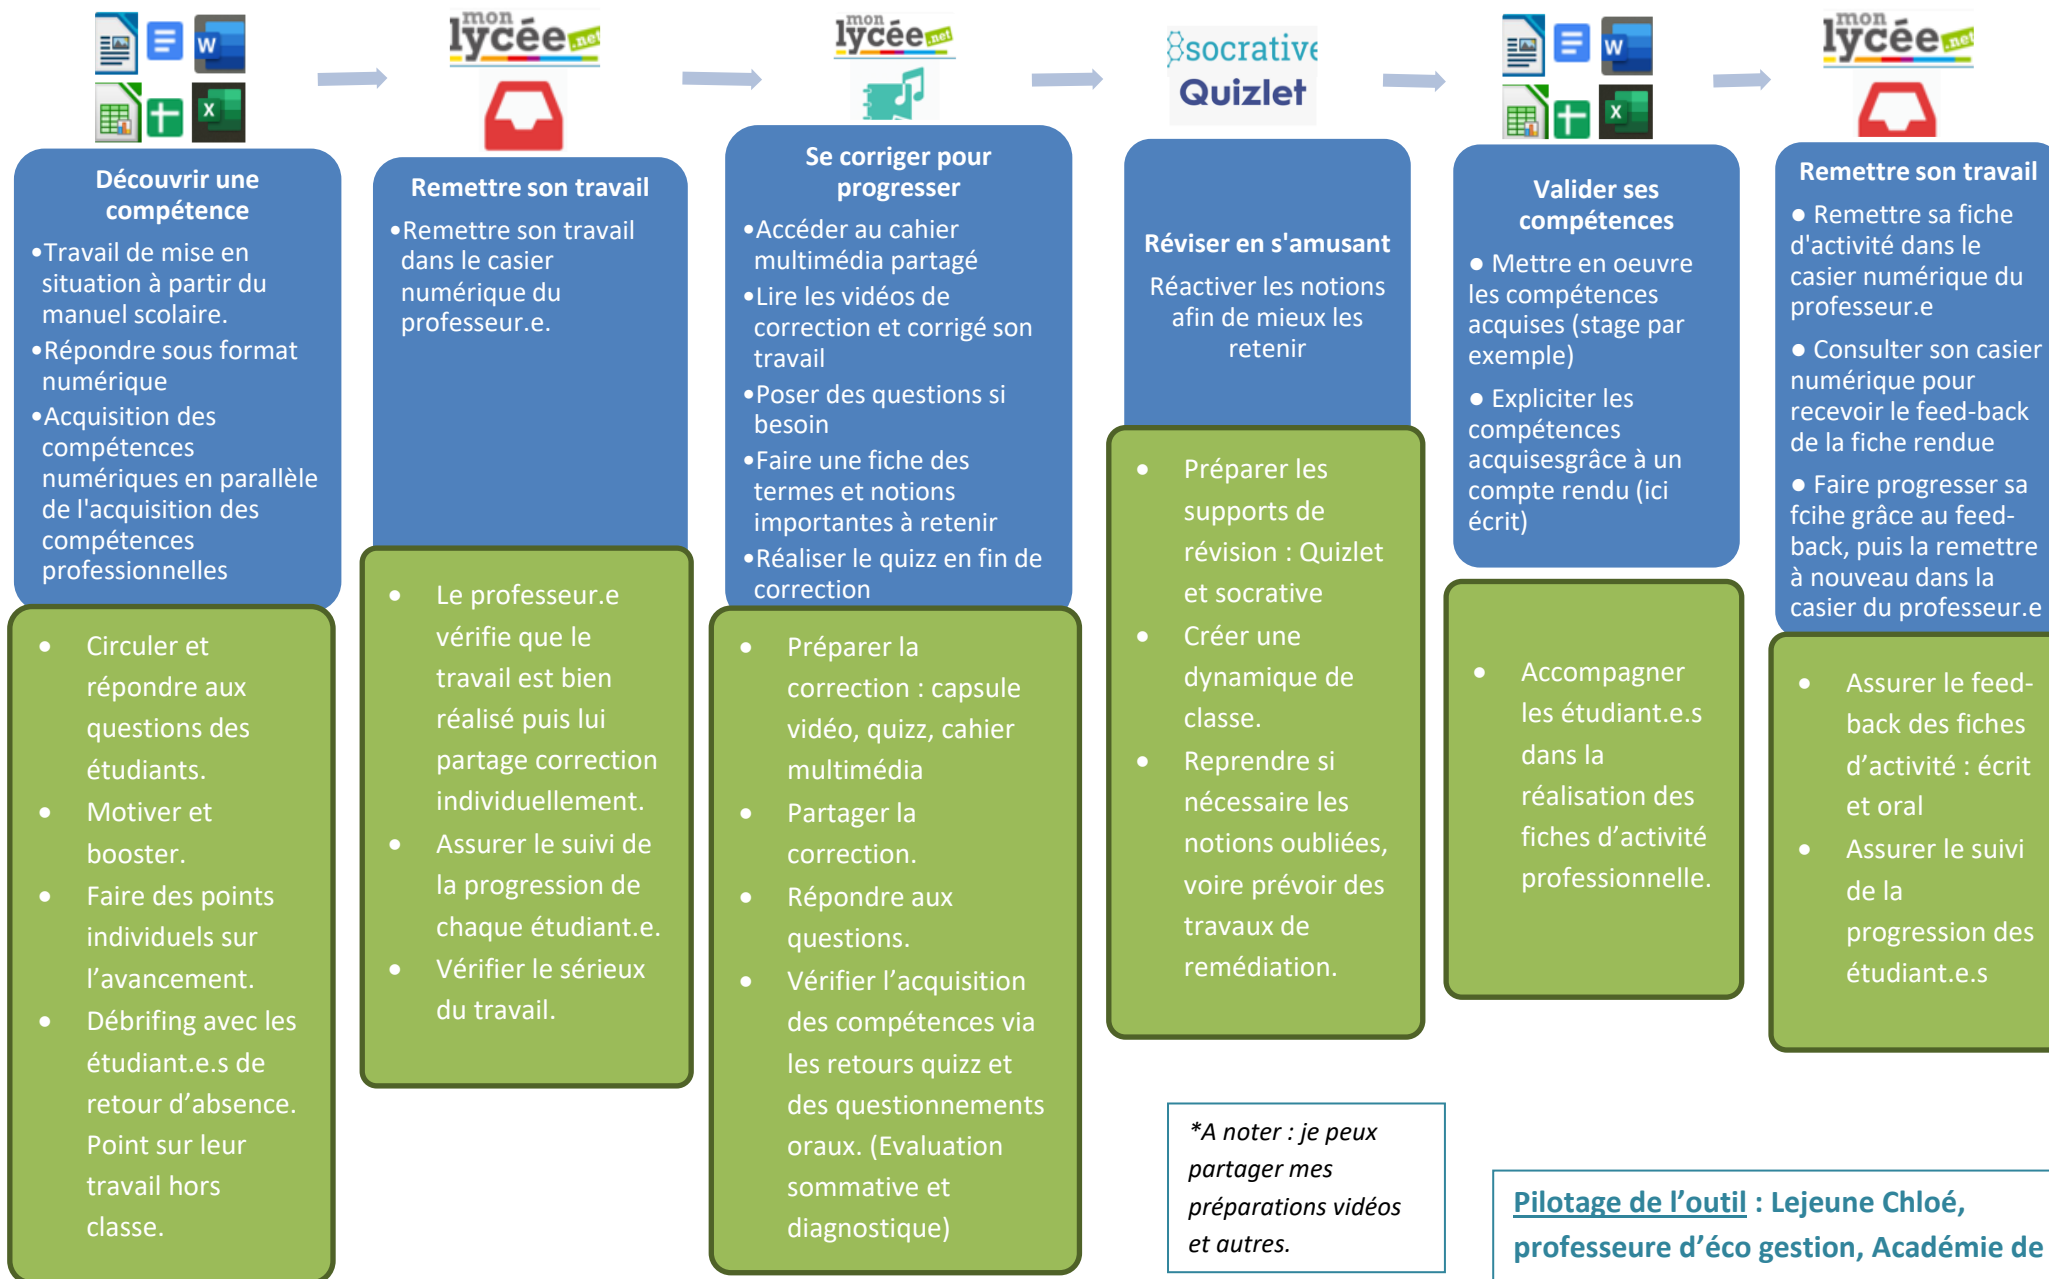 W
X
mon
lycée.net
mon
lycée.net
socrative
Quizlet
W
X
mon
lycée.net
Découvrir une
compétence
•Travail de mise en
situation à partir du
manuel scolaire.
•Répondre sous format
numérique
•Acquisition des
compétences
numériques en parallèle
de l'acquisition des
compétences
professionnelles
Remettre son travail
•Remettre son travail
dans le casier
numérique du
professeur.e.
Se corriger pour
progresser
•Accéder au cahier
multimédia partagé
•Lire les vidéos de
correction et corrigé son
travail
•Poser des questions si
besoin
•Faire une fiche des
termes et notions
importantes à retenir
•Réaliser le quizz en fin de
correction
Réviser en s'amusant
Réactiver les notions
afin de mieux les
retenir
Valider ses
compétences
● Mettre en oeuvre
les compétences
acquises (stage par
exemple)
● Expliciter les
compétences
acquisesgrâce à un
compte rendu (ici
écrit)
Remettre son travail
● Remettre sa fiche
d'activité dans le
casier numérique du
professeur.e
● Consulter son casier
numérique pour
recevoir le feed-back
de la fiche rendue
● Faire progresser sa
fcihe grâce au feed-
back, puis la remettre
à nouveau dans la
casier du professeur.e
• Circuler et
répondre aux
questions des
étudiants.
• Motiver et
booster.
• Faire des points
individuels sur
l’avancement.
• Débrifing avec les
étudiant.e.s de
retour d’absence.
Point sur leur
travail hors
classe.
• Le professeur.e
vérifie que le
travail est bien
réalisé puis lui
partage correction
individuellement.
• Assurer le suivi de
la progression de
chaque étudiant.e.
• Vérifier le sérieux
du travail.
• Préparer la
correction : capsule
vidéo, quizz, cahier
multimédia
• Partager la
correction.
• Répondre aux
questions.
• Vérifier l’acquisition
des compétences via
les retours quizz et
des questionnements
oraux. (Evaluation
sommative et
diagnostique)
• Préparer les
supports de
révision : Quizlet
et socrative
• Créer une
dynamique de
classe.
• Reprendre si
nécessaire les
notions oubliées,
voire prévoir des
travaux de
remédiation.
• Accompagner
les étudiant.e.s
dans la
réalisation des
fiches d’activité
professionnelle.
• Assurer le feed-
back des fiches
d’activité : écrit
et oral
• Assurer le suivi
de la
progression des
étudiant.e.s
*A noter : je peux
partager mes
préparations vidéos
et autres.
Pilotage de l’outil : Lejeune Chloé,
professeure d’éco gestion, Académie de